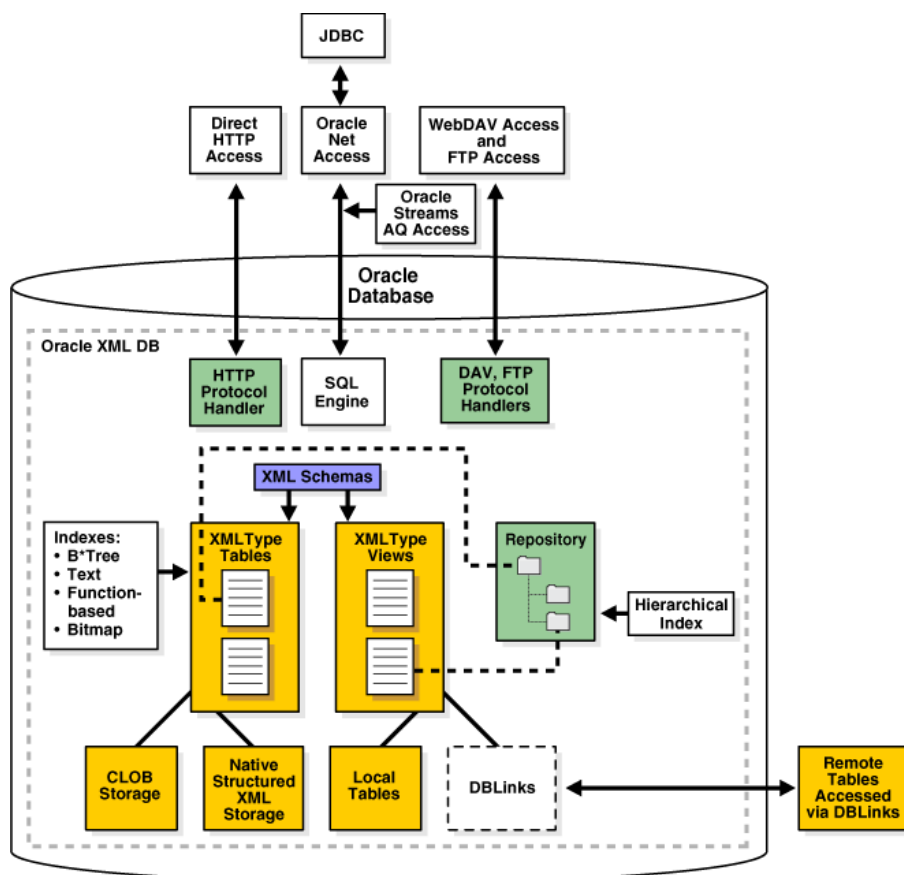 JDBC
Direct
HTTP
Access
Oracle
Net
Access
WebDAV Access
and
FTP Access
Oracle
Streams
AQ Access
Oracle
Database
Oracle XML DB
HTTP
Protocol
Handler
SQL
Engine
DAV, FTP
Protocol
Handlers
XML Schemas
Indexes:
• B*Tree
• Text
• Function-
based
• Bitmap
XMLType
Tables
XMLType
Views
Repository
Hierarchical
Index
CLOB
Storage
Native
Structured
XML
Storage
Local
Tables
DBLinks
Remote
Tables
Accessed
via DBLinks